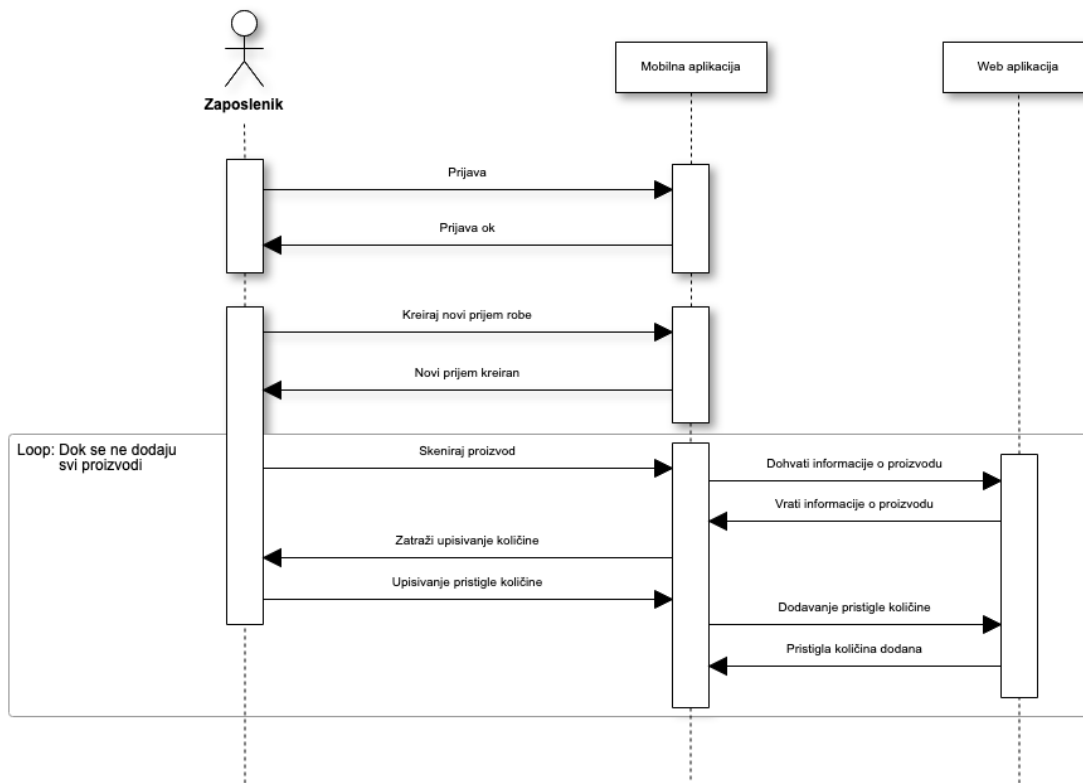 Mobilna aplikacija
Web aplikacija
Zaposlenik
Prijava
Prijava ok
Kreiraj novi prijem robe
Novi prijem kreiran
Loop: Dok se ne dodaju
svi proizvodi
Skeniraj proizvod
Dohvati informacije o proizvodu
Vrati informacije o proizvodu
Zatraži upisivanje količine
Upisivanje pristigle količine
Dodavanje pristigle količine
Pristigla količina dodana